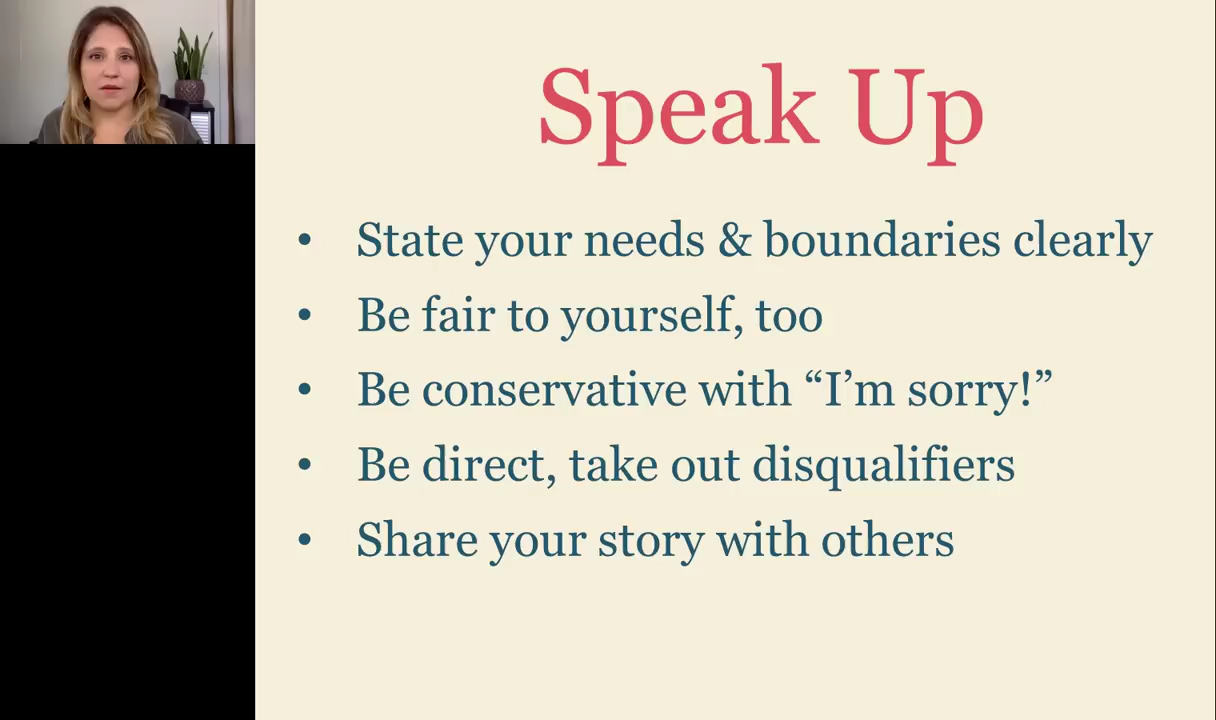 Speak Up
• State your needs & boundaries clearly
• Be fair to yourself, too
• Be conservative with “I’m sorry!”
• Be direct, take out disqualifiers
• Share your story with others